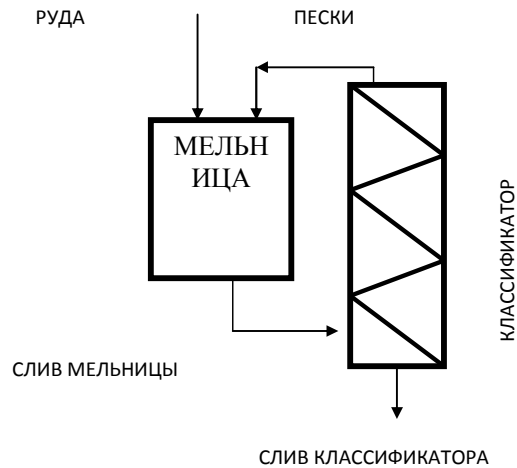 РУДА
ПЕСКИ
МЕЛЬН
ИЦА
КЛАССИФИКАТОР
СЛИВ МЕЛЬНИЦЫ
СЛИВ КЛАССИФИКАТОРА